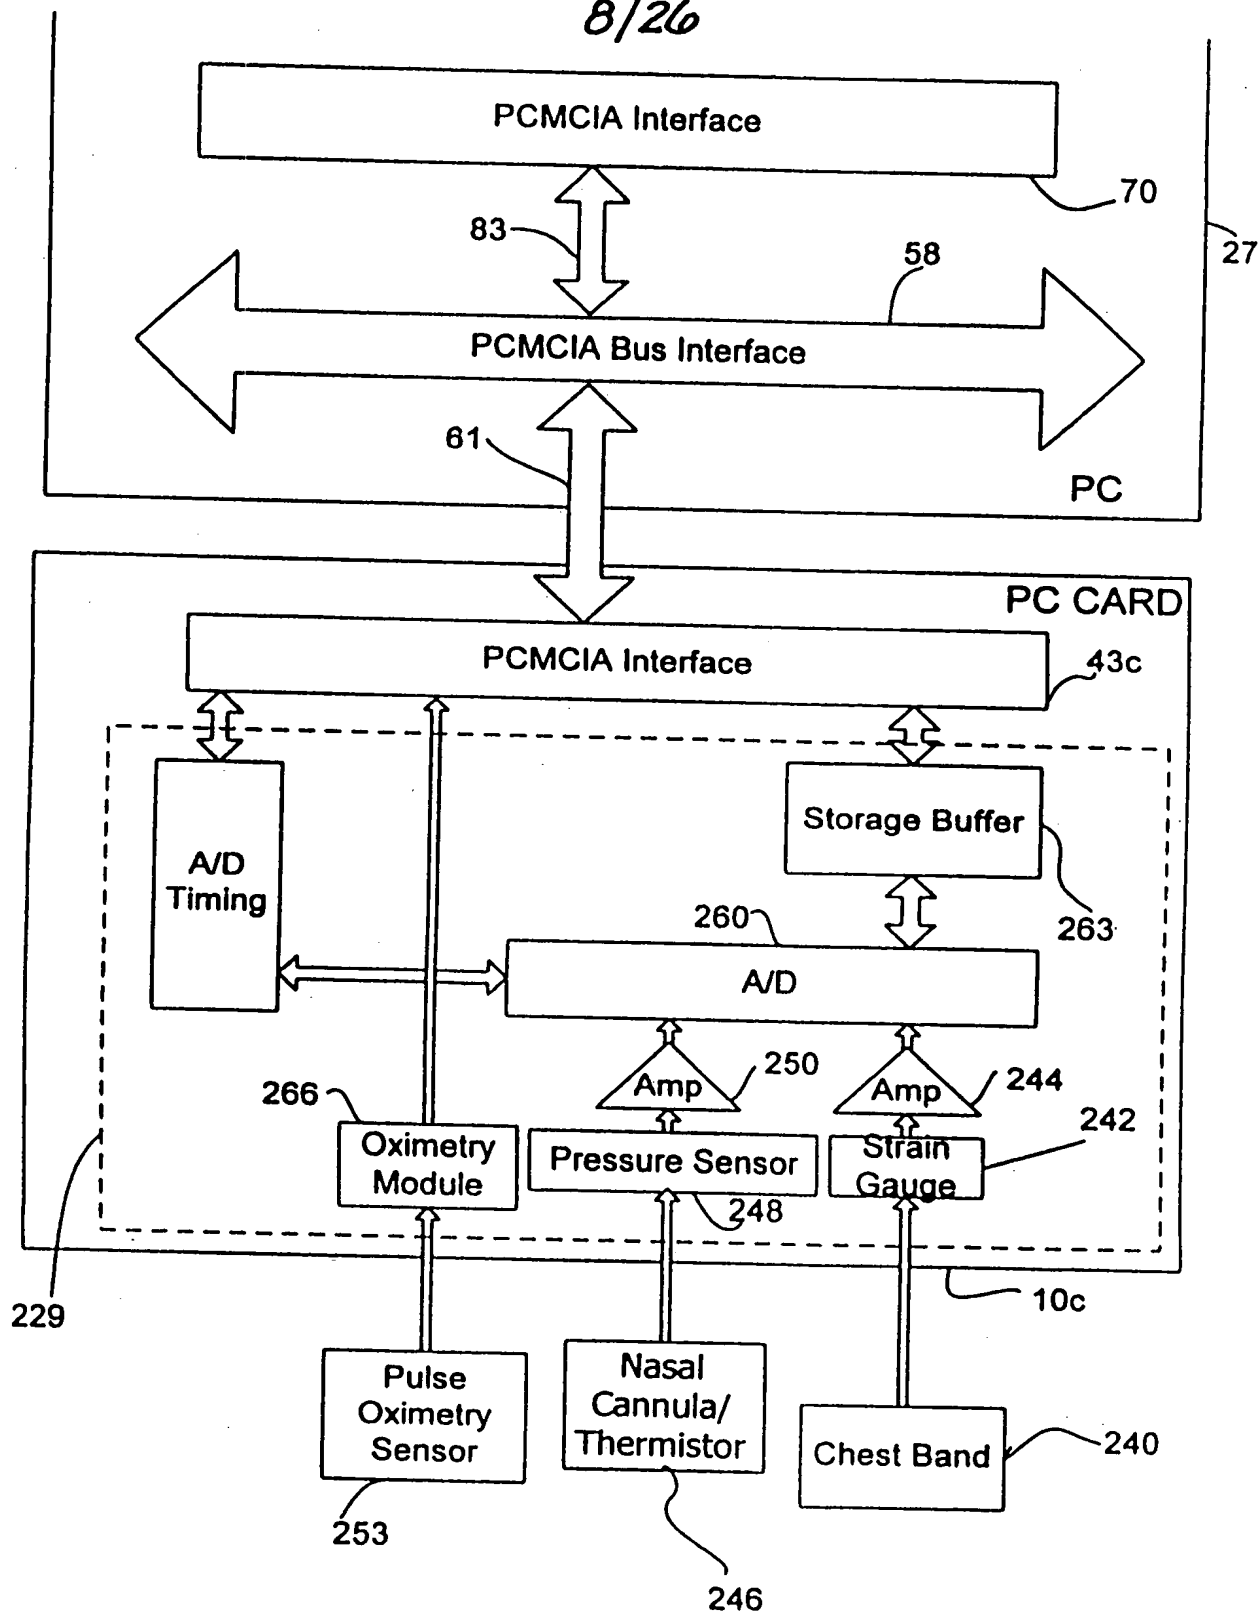 8/26
PCMCIA Interface
70
83
27
58
PCMCIA Bus Interface
61
PC
PC CARD
PCMCIA Interface
43c
Storage Buffer
A/D
Timing
263
260
A/D
250
Amp
244
Amp
266
242
Oximetry
Module
Pressure Sensor
Strain
Gauge
248
10c
229
Pulse
Oximetry
Sensor
Nasal
Cannula/
Thermistor
Chest Band
240
253
246